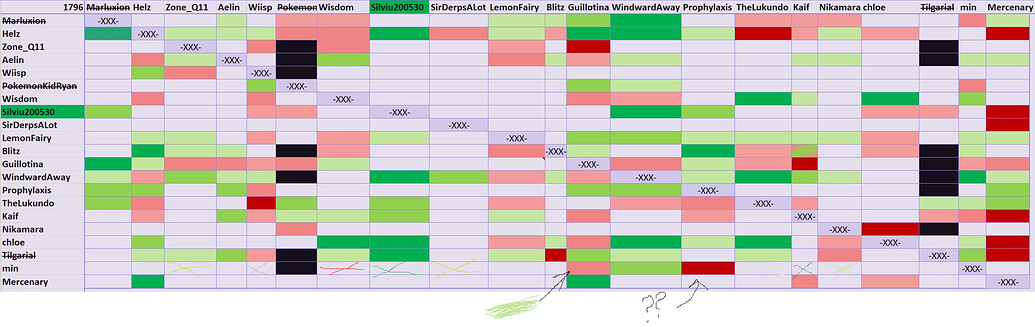 1796 Marluxion Helz Zone_Q11 Aelin Wiisp Pokemon Wisdom Silviu200530 SirDerpsALot LemonFairy Blitz Guillotina WindwardAway Prophylaxis TheLukundo Kaif Nikamara chloe Tilgarial min Mercenary
Marluxion -XXX-
Helz -XXX-
Zone_Q11 -XXX-
Aelin -XXX-
Wiisp -XXX-
PokemonKidRyan -XXX-
Wisdom -XXX-
Silviu200530 -XXX-
SirDerpsALot -XXX-
LemonFairy -XXX-
Blitz -XXX-
Guillotina -XXX-
WindwardAway -XXX-
Prophylaxis -XXX-
TheLukundo -XXX-
Kaif -XXX-
Nikamara -XXX-
chloe -XXX-
Tilgarial -XXX-
min -XXX-
Mercenary -XXX-
??